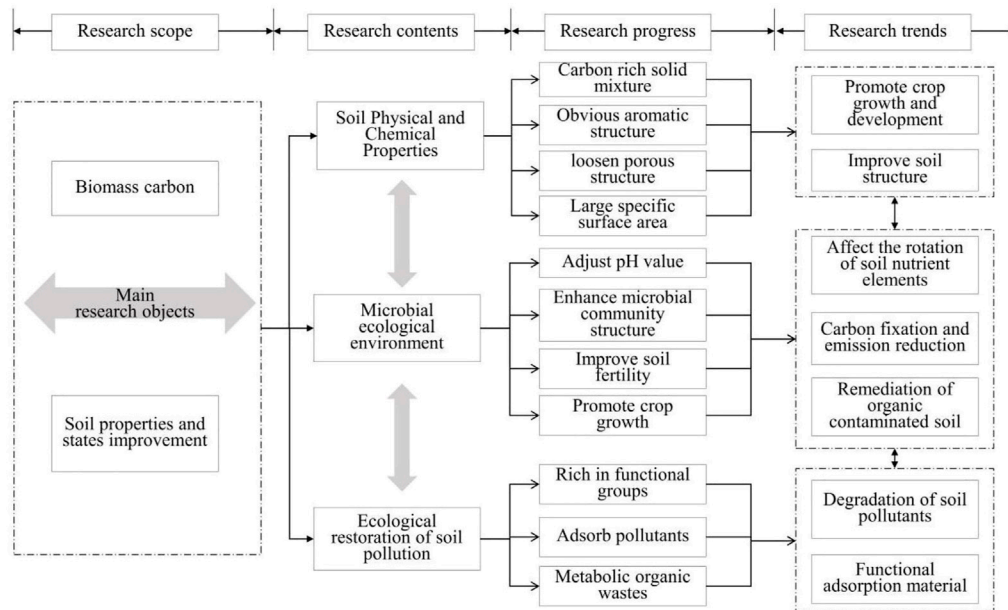 Research scope
Research contents
Research progress
Research trends
Biomass carbon
Main
research objects
Soil properties and
states improvement
Soil Physical and
Chemical
Properties
Microbial
ecological
environment
Ecological
restoration of soil
pollution
Carbon rich solid
mixture
Obvious aromatic
structure
loosen porous
structure
Large specific
surface area
Adjust pH value
Enhance microbial
community
structure
Improve soil
fertility
Promote crop
growth
Rich in functional
groups
Adsorb pollutants
Metabolic organic
wastes
Promote crop
growth and
development
Improve soil
structure
Affect the rotation
of soil nutrient
elements
Carbon fixation and
emission reduction
Remediation of
organic
contaminated soil
Degradation of soil
pollutants
Functional
adsorption material